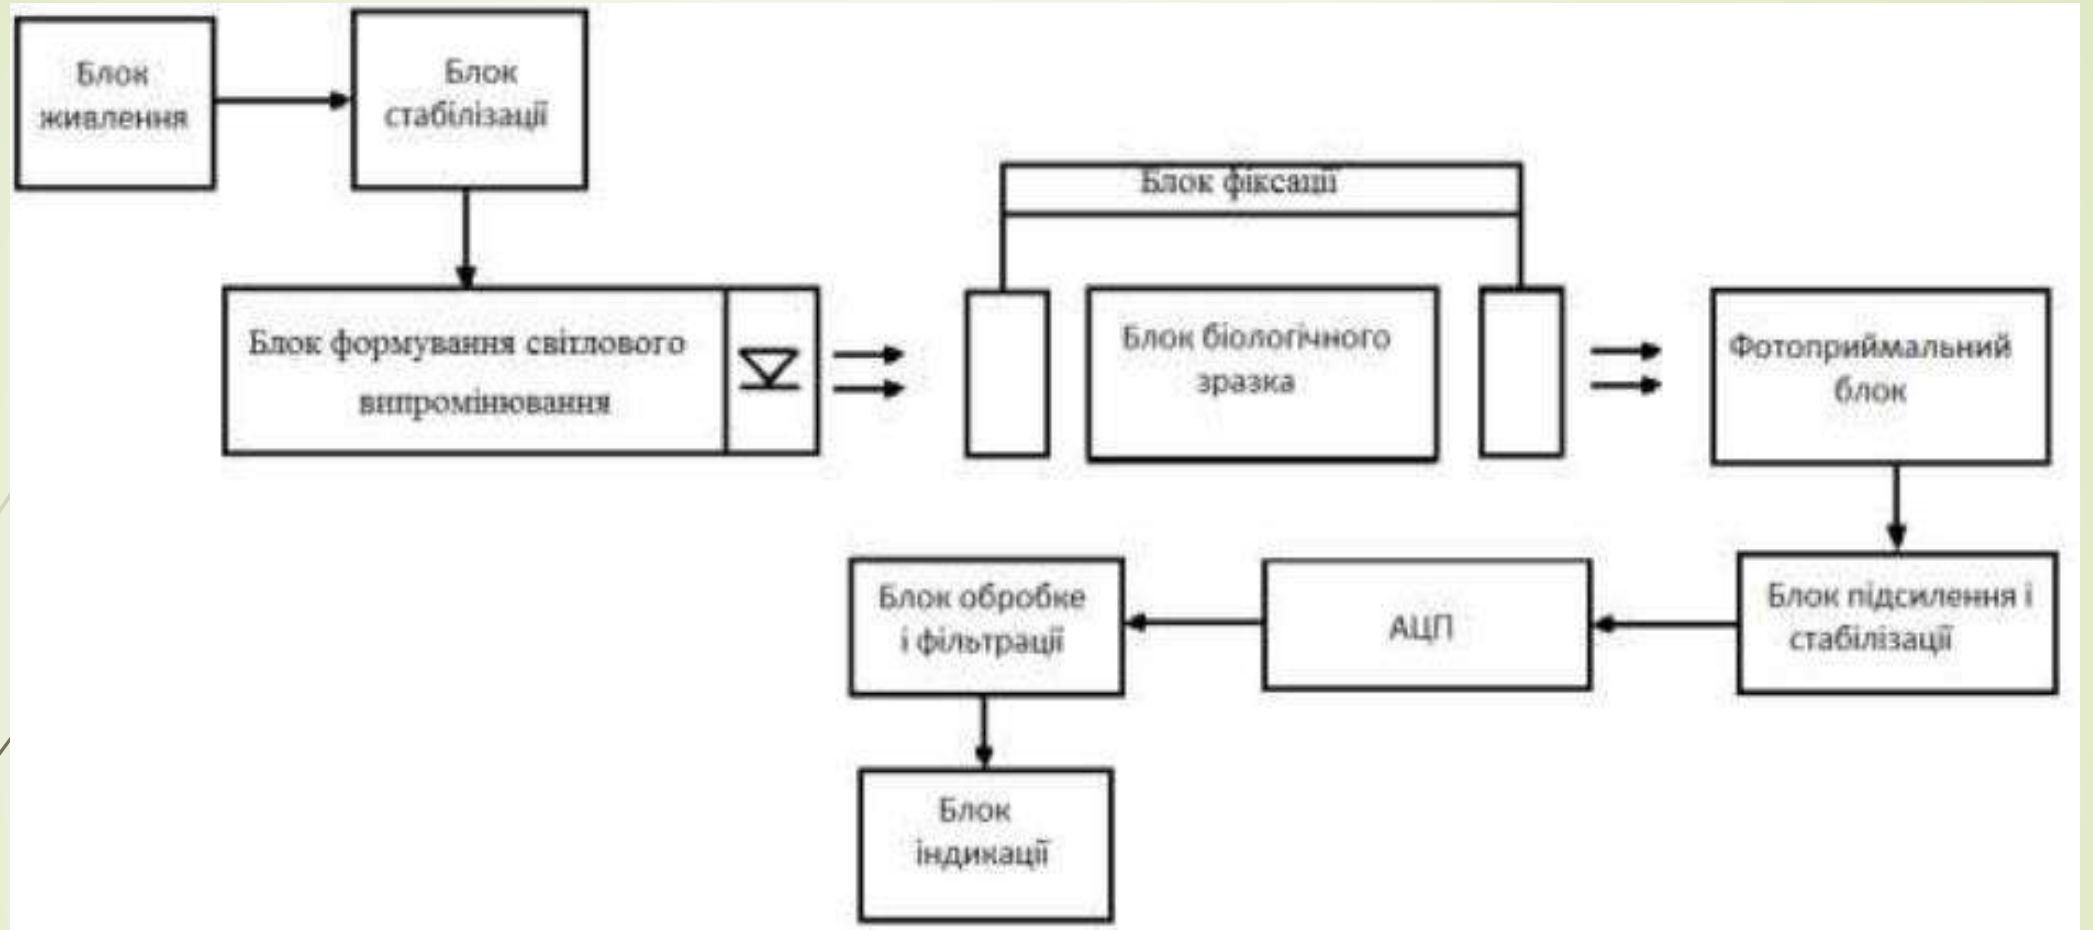 Блок
живлення
Блок
стабілізації
Блок фіксації
Блок формування світлового
випромінювання
Блок біологічного
зразка
Фотоприймальний
блок
Блок підсилення і
стабілізації
АЦП
Блок обробке
і фільтрації
Блок
індикації